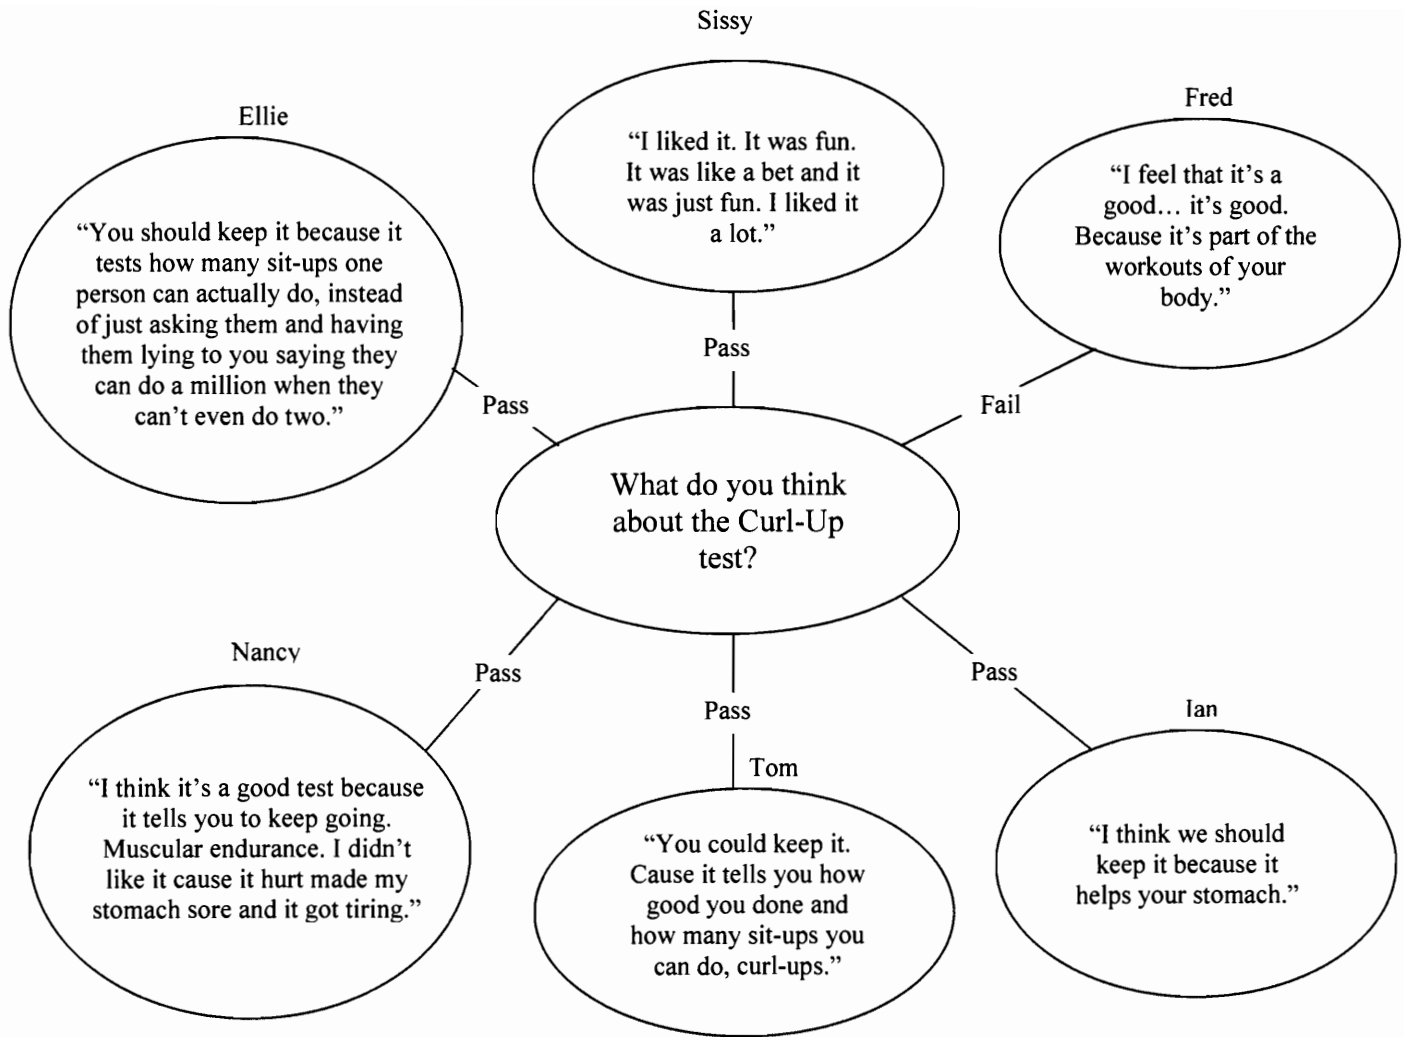 Sissy
“I liked it. It was fun.
It was like a bet and it
was just fun. I liked it
a lot.”
Pass
Ellie
“You should keep it because it
tests how many sit-ups one
person can actually do, instead
of just asking them and having
them lying to you saying they
can do a million when they
can’t even do two.”
Pass
Fred
“I feel that it’s a
good… it’s good.
Because it’s part of the
workouts of your
body.”
Fail
What do you think
about the Curl-Up
test?
Nancy
Pass
“I think it’s a good test because
it tells you to keep going.
Muscular endurance. I didn’t
like it cause it hurt made my
stomach sore and it got tiring.”
Pass
Tom
“You could keep it.
Cause it tells you how
good you done and
how many sit-ups you
can do, curl-ups.”
Pass
Ian
“I think we should
keep it because it
helps your stomach.”